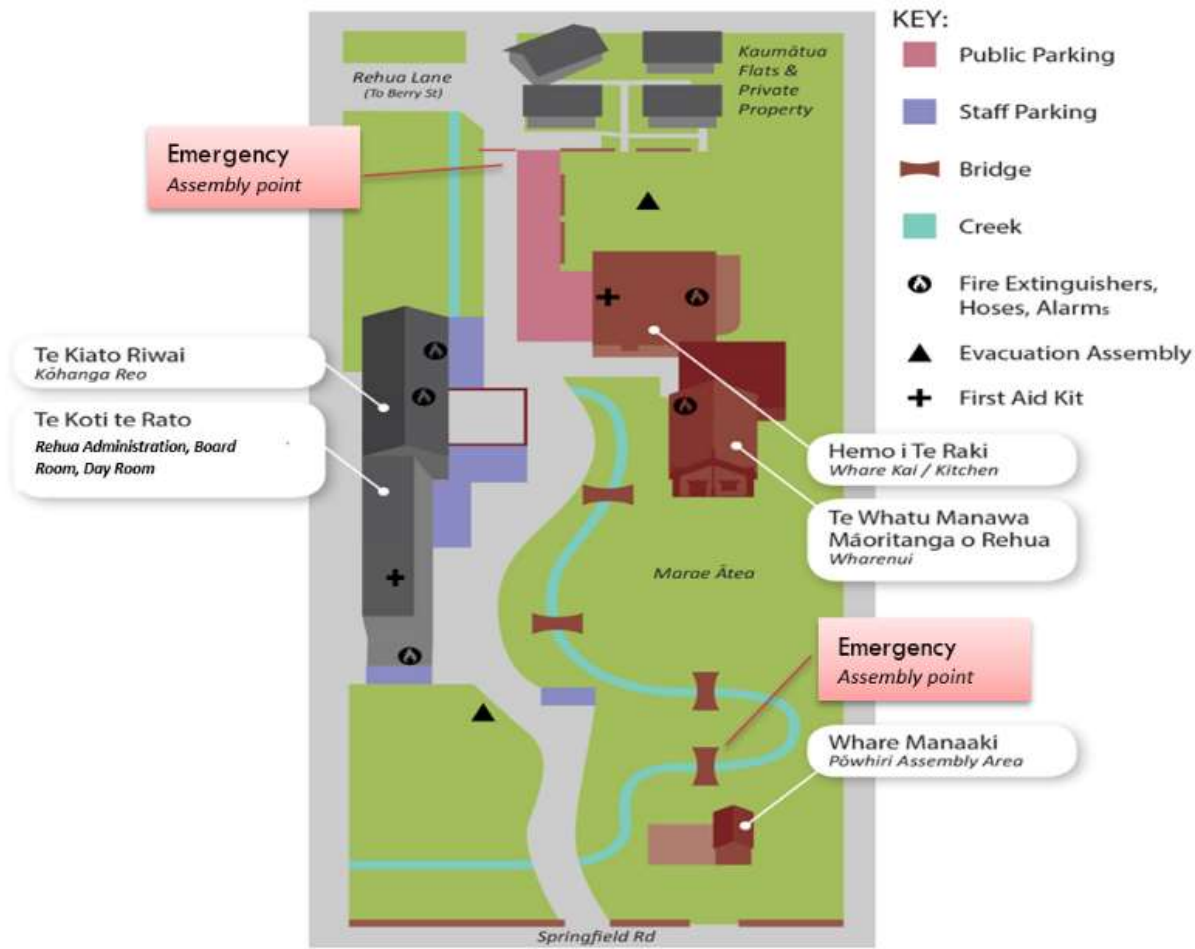 Rehua Lane
(To Berry St)
Kaumātua
Flats &
Private
Property
KEY:
Public Parking
Staff Parking
Bridge
Creek
Fire Extinguishers,
Hoses, Alarms
Evacuation Assembly
First Aid Kit
Emergency
Assembly point
Te Kiato Riwai
Kōhanga Reo
Te Koti te Rato
Rehua Administration, Board
Room, Day Room
Hemo i Te Raki
Whare Kai / Kitchen
Te Whatu Manawa
Māoritanga o Rehua
Wharenui
Marae Ātea
Emergency
Assembly point
Whare Manaaki
Pōwhiri Assembly Area
Springfield Rd